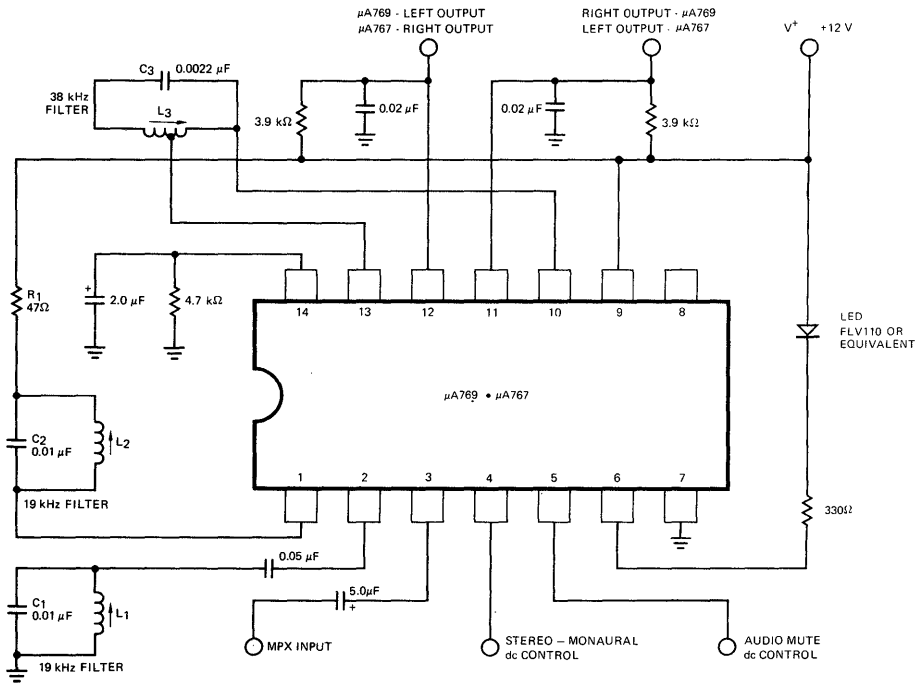 μA769 - LEFT OUTPUT
μA767 - RIGHT OUTPUT
RIGHT OUTPUT - μA769
LEFT OUTPUT - μA767
V+
+12 V
C3
0.0022 μF
38 kHz
FILTER
L3
3.9 kΩ
0.02 μF
0.02 μF
3.9 kΩ
R1
47Ω
+
2.0 μF
4.7 kΩ
14
13
12
11
10
9
8
LED
FLV110 OR
EQUIVALENT
μA769 • μA767
C2
0.01 μF
L2
19 kHz FILTER
1
2
3
4
5
6
7
330Ω
0.05 μF
C1
0.01 μF
L1
19 kHz FILTER
5.0μF
+
MPX INPUT
STEREO – MONAURAL
dc CONTROL
AUDIO MUTE
dc CONTROL